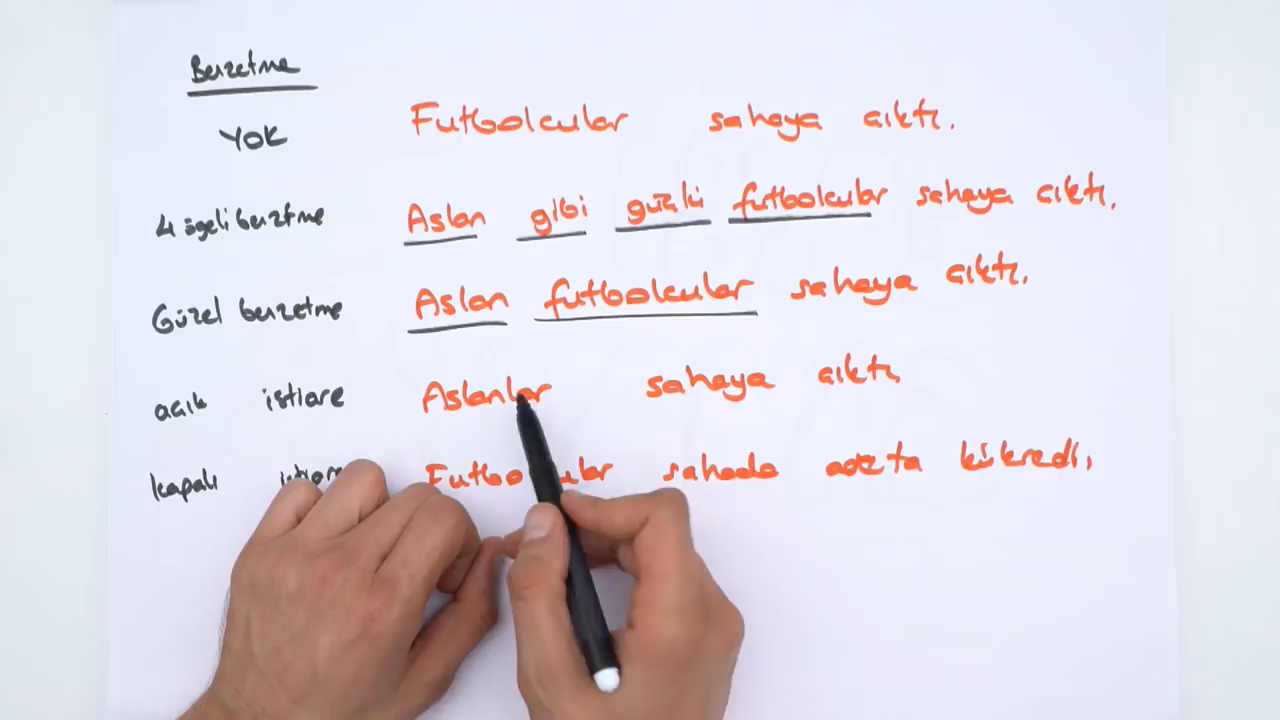 Benzetme
YOK Futbolcular sahaya çıktı.
4 ögeli benzetme Aslan gibi güçlü futbolcular sahaya çıktı.
Güzel benzetme Aslan futbolcular sahaya çıktı.
açık istiare Aslanlar sahaya çıktı
kapalı istiare Futbolcular sahada adeta kükredi.